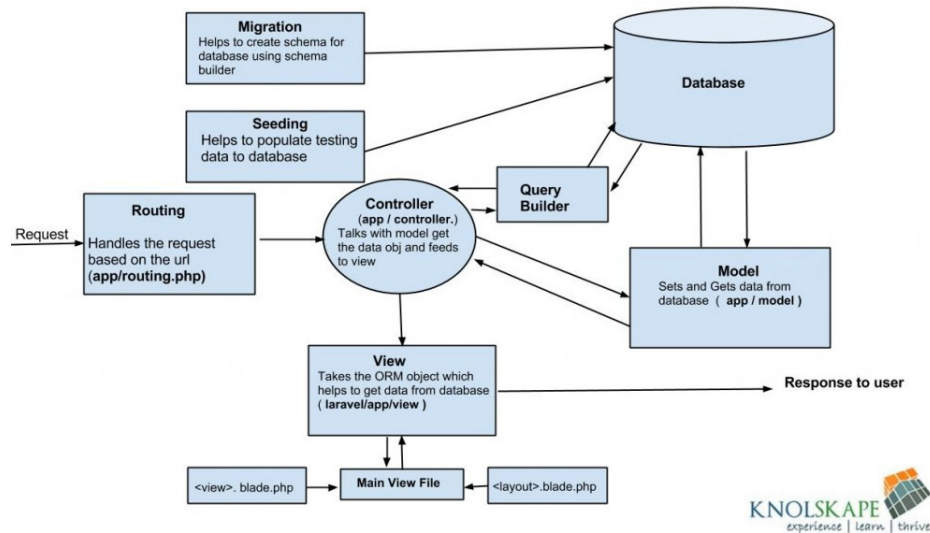 Migration
Helps to create schema for
database using schema
builder
Database
Seeding
Helps to populate testing
data to database
Query
Builder
Controller
(app / controller.)
Talks with model get
the data obj and feeds
to view
Routing
Request
Handles the request
based on the url
(app/routing.php)
Model
Sets and Gets data from
database ( app / model )
View
Takes the ORM object which
helps to get data from database
( laravel/app/view )
Response to user
<view>. blade.php
Main View File
<layout>.blade.php
KNOLSKAPE
experience | learn | thrive